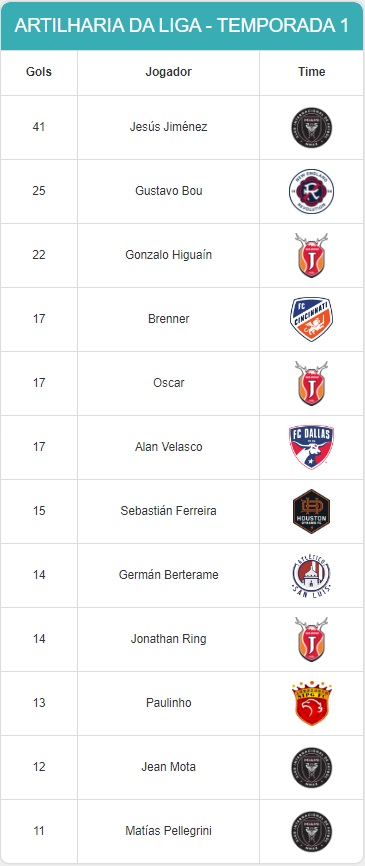 ARTILHARIA DA LIGA - TEMPORADA 1
Gols Jogador Time
41 Jesús Jiménez
25 Gustavo Bou NEW ENGLAND REVOLUTION
22 Gonzalo Higuaín
17 Brenner FC CINCINNATI
17 Oscar
17 Alan Velasco FC DALLAS
15 Sebastián Ferreira HOUSTON DYNAMO FC
14 Germán Berterame ATLÉTICO SAN LUIS
14 Jonathan Ring
13 Paulinho
12 Jean Mota
11 Matías Pellegrini